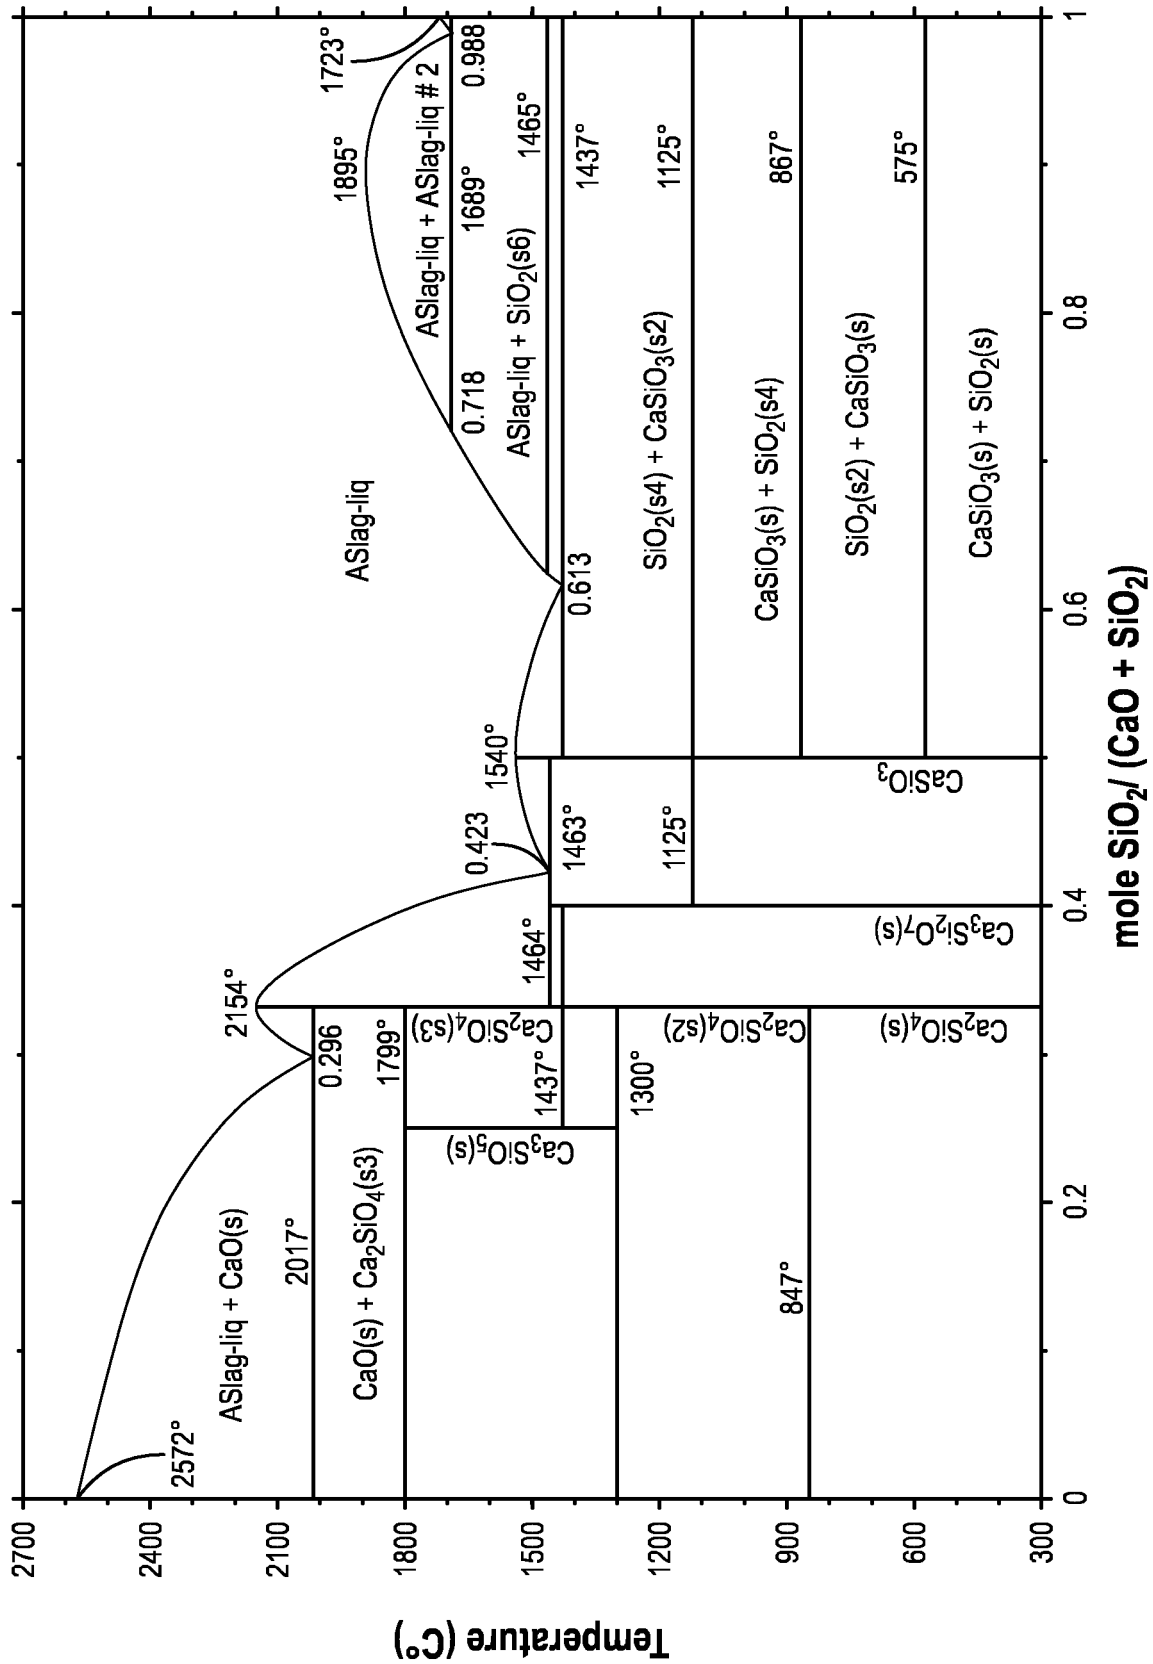 Temperature (C°)
2700
2400
2100
1800
1500
1200
900
600
300
2572°
ASlag-liq + CaO(s)
2017°
CaO(s) + Ca2SiO4(s3)
2154°
0.296
1799°
Ca2SiO4(s3)
Ca3SiO5(s)
1437°
1300°
Ca2SiO4(s2)
847°
Ca2SiO4(s)
1464°
Ca3Si2O7(s)
0.423
1463°
1125°
1540°
CaSiO3
ASlag-liq
0.613
1895°
1723°
ASlag-liq + ASlag-liq # 2
0.718
1689°
0.988
ASlag-liq + SiO2(s6)
1465°
1437°
SiO2(s4) + CaSiO3(s2)
1125°
CaSiO3(s) + SiO2(s4)
867°
SiO2(s2) + CaSiO3(s)
575°
CaSiO3(s) + SiO2(s)
0
0.2
0.4
0.6
0.8
1
mole SiO2/ (CaO + SiO2)